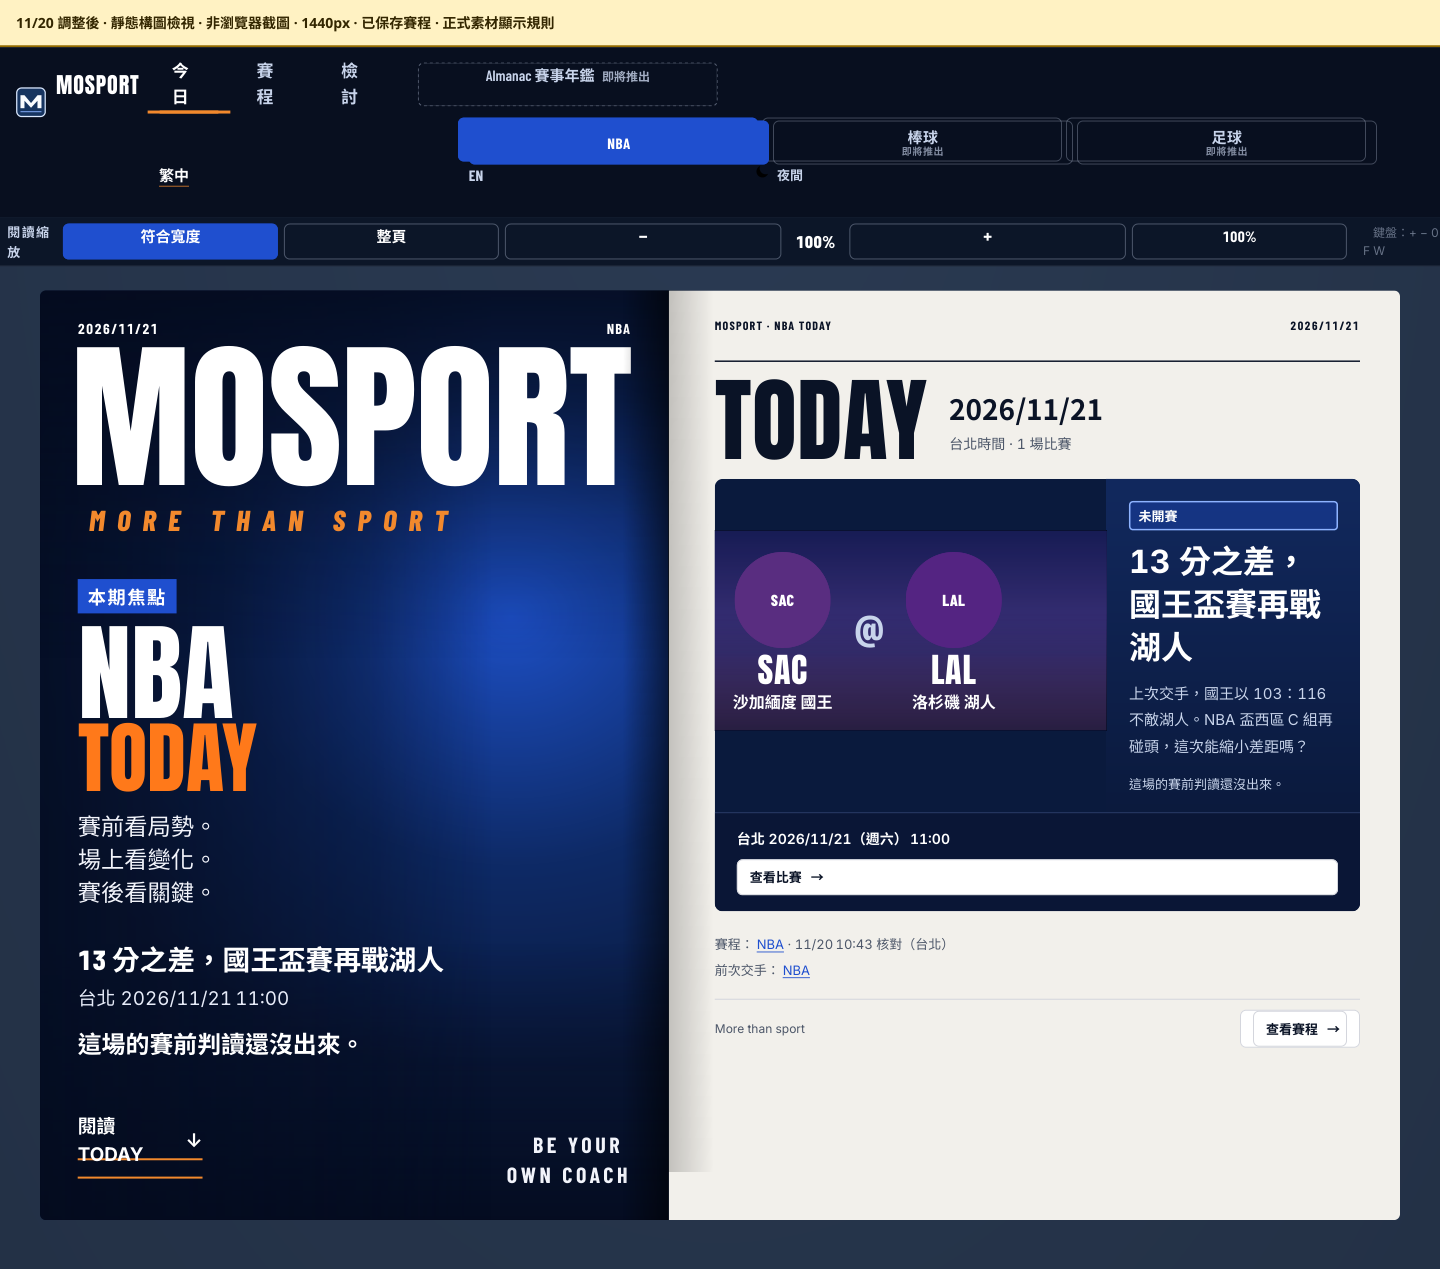 11/20 調整後 · 靜態構圖檢視 · 非瀏覽器截圖 · 1440px · 已保存賽程 · 正式素材顯示規則
MOSPORT
今日
賽程
檢討
Almanac 賽事年鑑 即將推出
NBA
棒球
即將推出
足球
即將推出
繁中
EN
夜間
閱讀縮放
符合寬度
整頁
−
100%
+
100%
鍵盤：+ − 0
F W
2026/11/21
NBA
MOSPORT
MORE THAN SPORT
本期焦點
NBA
TODAY
賽前看局勢。
場上看變化。
賽後看關鍵。
13 分之差，國王盃賽再戰湖人
台北 2026/11/21 11:00
這場的賽前判讀還沒出來。
閱讀
TODAY ↓
BE YOUR
OWN COACH
MOSPORT · NBA TODAY
2026/11/21
TODAY
2026/11/21
台北時間 · 1 場比賽
SAC
SAC
沙加緬度 國王
@
LAL
LAL
洛杉磯 湖人
未開賽
13 分之差，
國王盃賽再戰
湖人
上次交手，國王以 103：116
不敵湖人。NBA 盃西區 C 組再
碰頭，這次能縮小差距嗎？
這場的賽前判讀還沒出來。
台北 2026/11/21（週六） 11:00
查看比賽 →
賽程： NBA · 11/20 10:43 核對（台北）
前次交手： NBA
More than sport
查看賽程 →